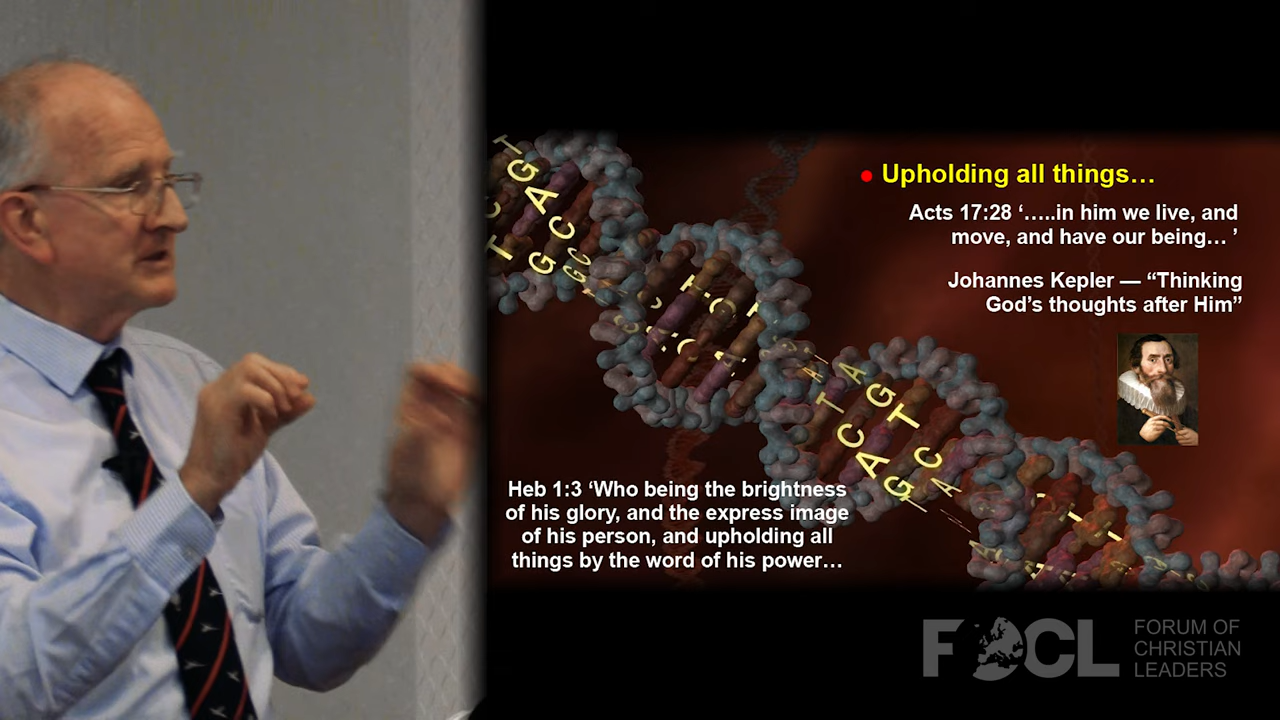 Upholding all things…
Acts 17:28 ‘…..in him we live, and
move, and have our being… ’
Johannes Kepler — “Thinking
God’s thoughts after Him”
Heb 1:3 ‘Who being the brightness
of his glory, and the express image
of his person, and upholding all
things by the word of his power…
FOCL
FORUM OF
CHRISTIAN
LEADERS